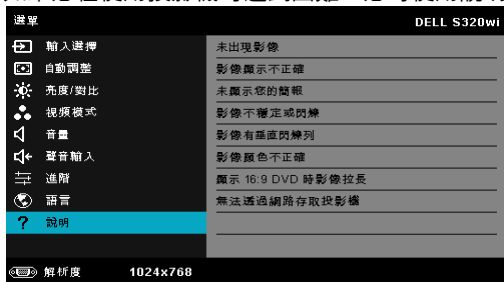 選單 DELL S320wi
輸入選擇 未出現影像
自動調整 影像顯示不正確
亮度/對比 未顯示您的簡報
視頻模式 影像不穩定或閃爍
音量 影像有垂直閃爍列
聲音輸入 影像顏色不正確
進階 顯示 16:9 DVD 時影像拉長
語言 無法透過網路存取投影機
? 說明
解析度 1024x768